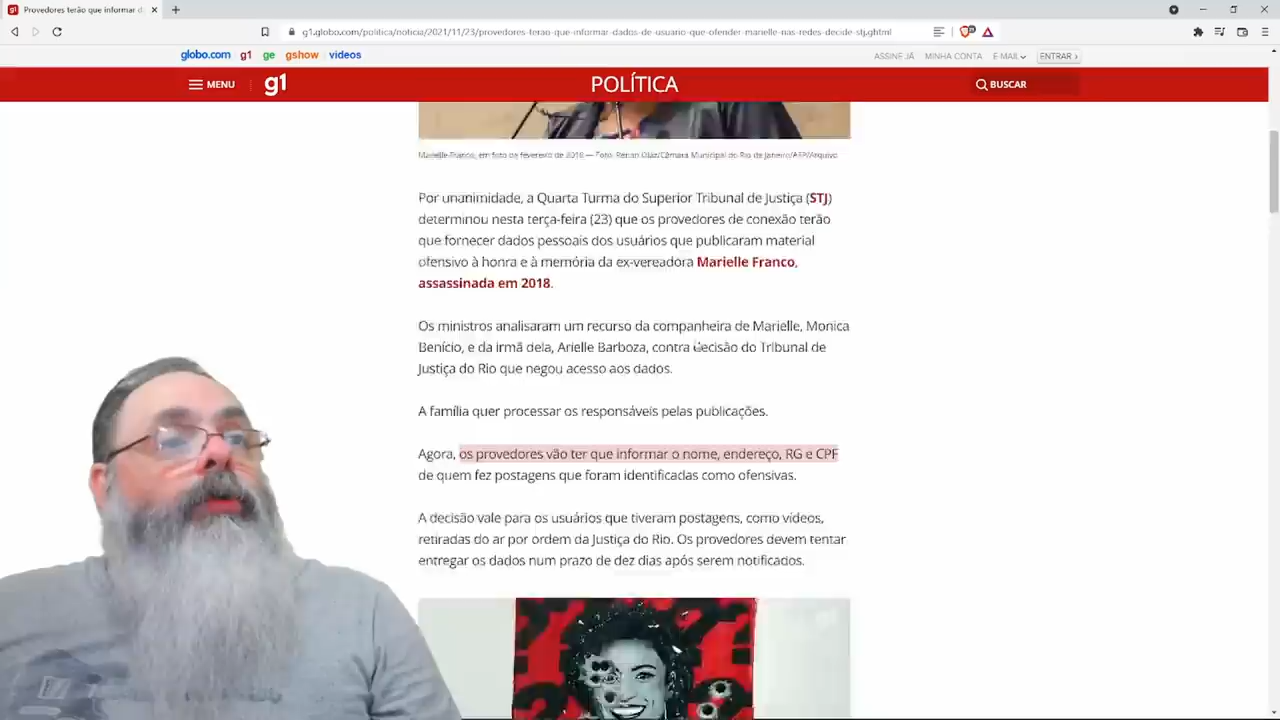 Provedores terão que informar d
g1.globo.com/politica/noticia/2021/11/23/provedores-terao-que-informar-dados-de-usuario-que-ofender-marielle-nas-redes-decide-stj.ghtml
globo.com g1 ge gshow videos
ASSINE JÁ MINHA CONTA E-MAIL ENTRAR ›
MENU g1 POLÍTICA BUSCAR
Marielle Franco, em foto de fevereiro de 2018 — Foto: Renan Olaz/Câmara Municipal do Rio de Janeiro/AFP/Arquivo
Por unanimidade, a Quarta Turma do Superior Tribunal de Justiça (STJ)
determinou nesta terça-feira (23) que os provedores de conexão terão
que fornecer dados pessoais dos usuários que publicaram material
ofensivo à honra e à memória da ex-vereadora Marielle Franco,
assassinada em 2018.
Os ministros analisaram um recurso da companheira de Marielle, Monica
Benício, e da irmã dela, Arielle Barboza, contra decisão do Tribunal de
Justiça do Rio que negou acesso aos dados.
A família quer processar os responsáveis pelas publicações.
Agora, os provedores vão ter que informar o nome, endereço, RG e CPF
de quem fez postagens que foram identificadas como ofensivas.
A decisão vale para os usuários que tiveram postagens, como vídeos,
retiradas do ar por ordem da Justiça do Rio. Os provedores devem tentar
entregar os dados num prazo de dez dias após serem notificados.